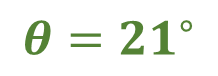 θ = 21°